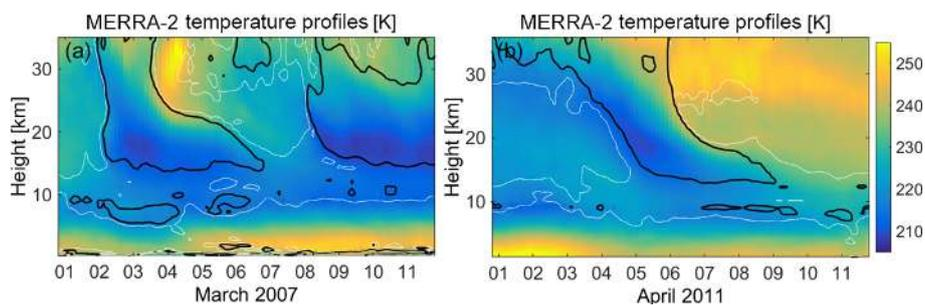 MERRA-2 temperature profiles [K]
(a)
30
20
10
Height [km]
01 02 03 04 05 06 07 08 09 10 11
March 2007
MERRA-2 temperature profiles [K]
(b)
30
20
10
Height [km]
01 02 03 04 05 06 07 08 09 10 11
April 2011
250
240
230
220
210